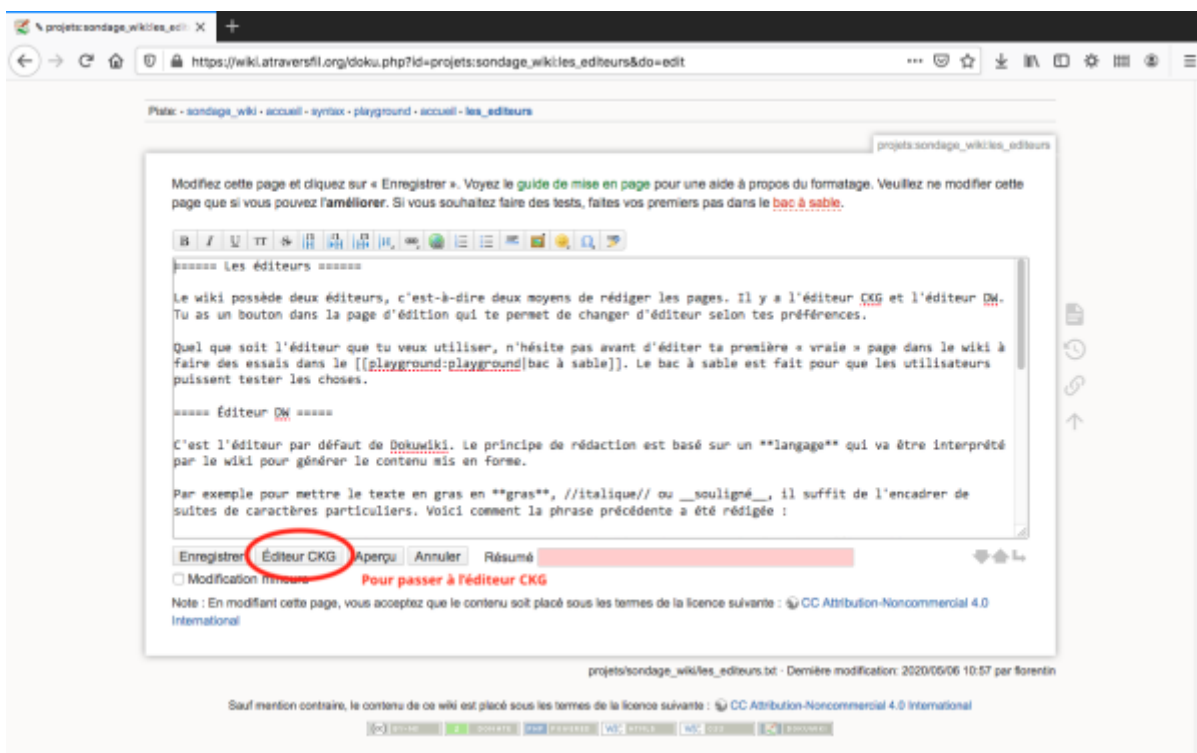 projets:sondage_wiki:les_edit
https://wiki.atraversfil.org/doku.php?id=projets:sondage_wiki:les_editeurs&do=edit
Piste: • sondage_wiki • accueil • syntax • playground • accueil • les_editeurs
projets:sondage_wiki:les_editeurs
Modifiez cette page et cliquez sur « Enregistrer ». Voyez le guide de mise en page pour une aide à propos du formatage. Veuillez ne modifier cette
page que si vous pouvez l'améliorer. Si vous souhaitez faire des tests, faites vos premiers pas dans le bac à sable.
====== Les éditeurs ======
Le wiki possède deux éditeurs, c'est-à-dire deux moyens de rédiger les pages. Il y a l'éditeur CKG et l'éditeur DW.
Tu as un bouton dans la page d'édition qui te permet de changer d'éditeur selon tes préférences.
Quel que soit l'éditeur que tu veux utiliser, n'hésite pas avant d'éditer ta première « vraie » page dans le wiki à
faire des essais dans le [[playground:playground|bac à sable]]. Le bac à sable est fait pour que les utilisateurs
puissent tester les choses.
===== Éditeur DW =====
C'est l'éditeur par défaut de Dokuwiki. Le principe de rédaction est basé sur un **langage** qui va être interprété
par le wiki pour générer le contenu mis en forme.
Par exemple pour mettre le texte en gras en **gras**, //italique// ou __souligné__, il suffit de l'encadrer de
suites de caractères particuliers. Voici comment la phrase précédente a été rédigée :
Enregistrer Éditeur CKG Aperçu Annuler Résumé
Modification mineure Pour passer à l'éditeur CKG
Note : En modifiant cette page, vous acceptez que le contenu soit placé sous les termes de la licence suivante : CC Attribution-Noncommercial 4.0
International
projets/sondage_wiki/les_editeurs.txt · Dernière modification: 2020/05/06 10:57 par florentin
Sauf mention contraire, le contenu de ce wiki est placé sous les termes de la licence suivante : CC Attribution-Noncommercial 4.0 International